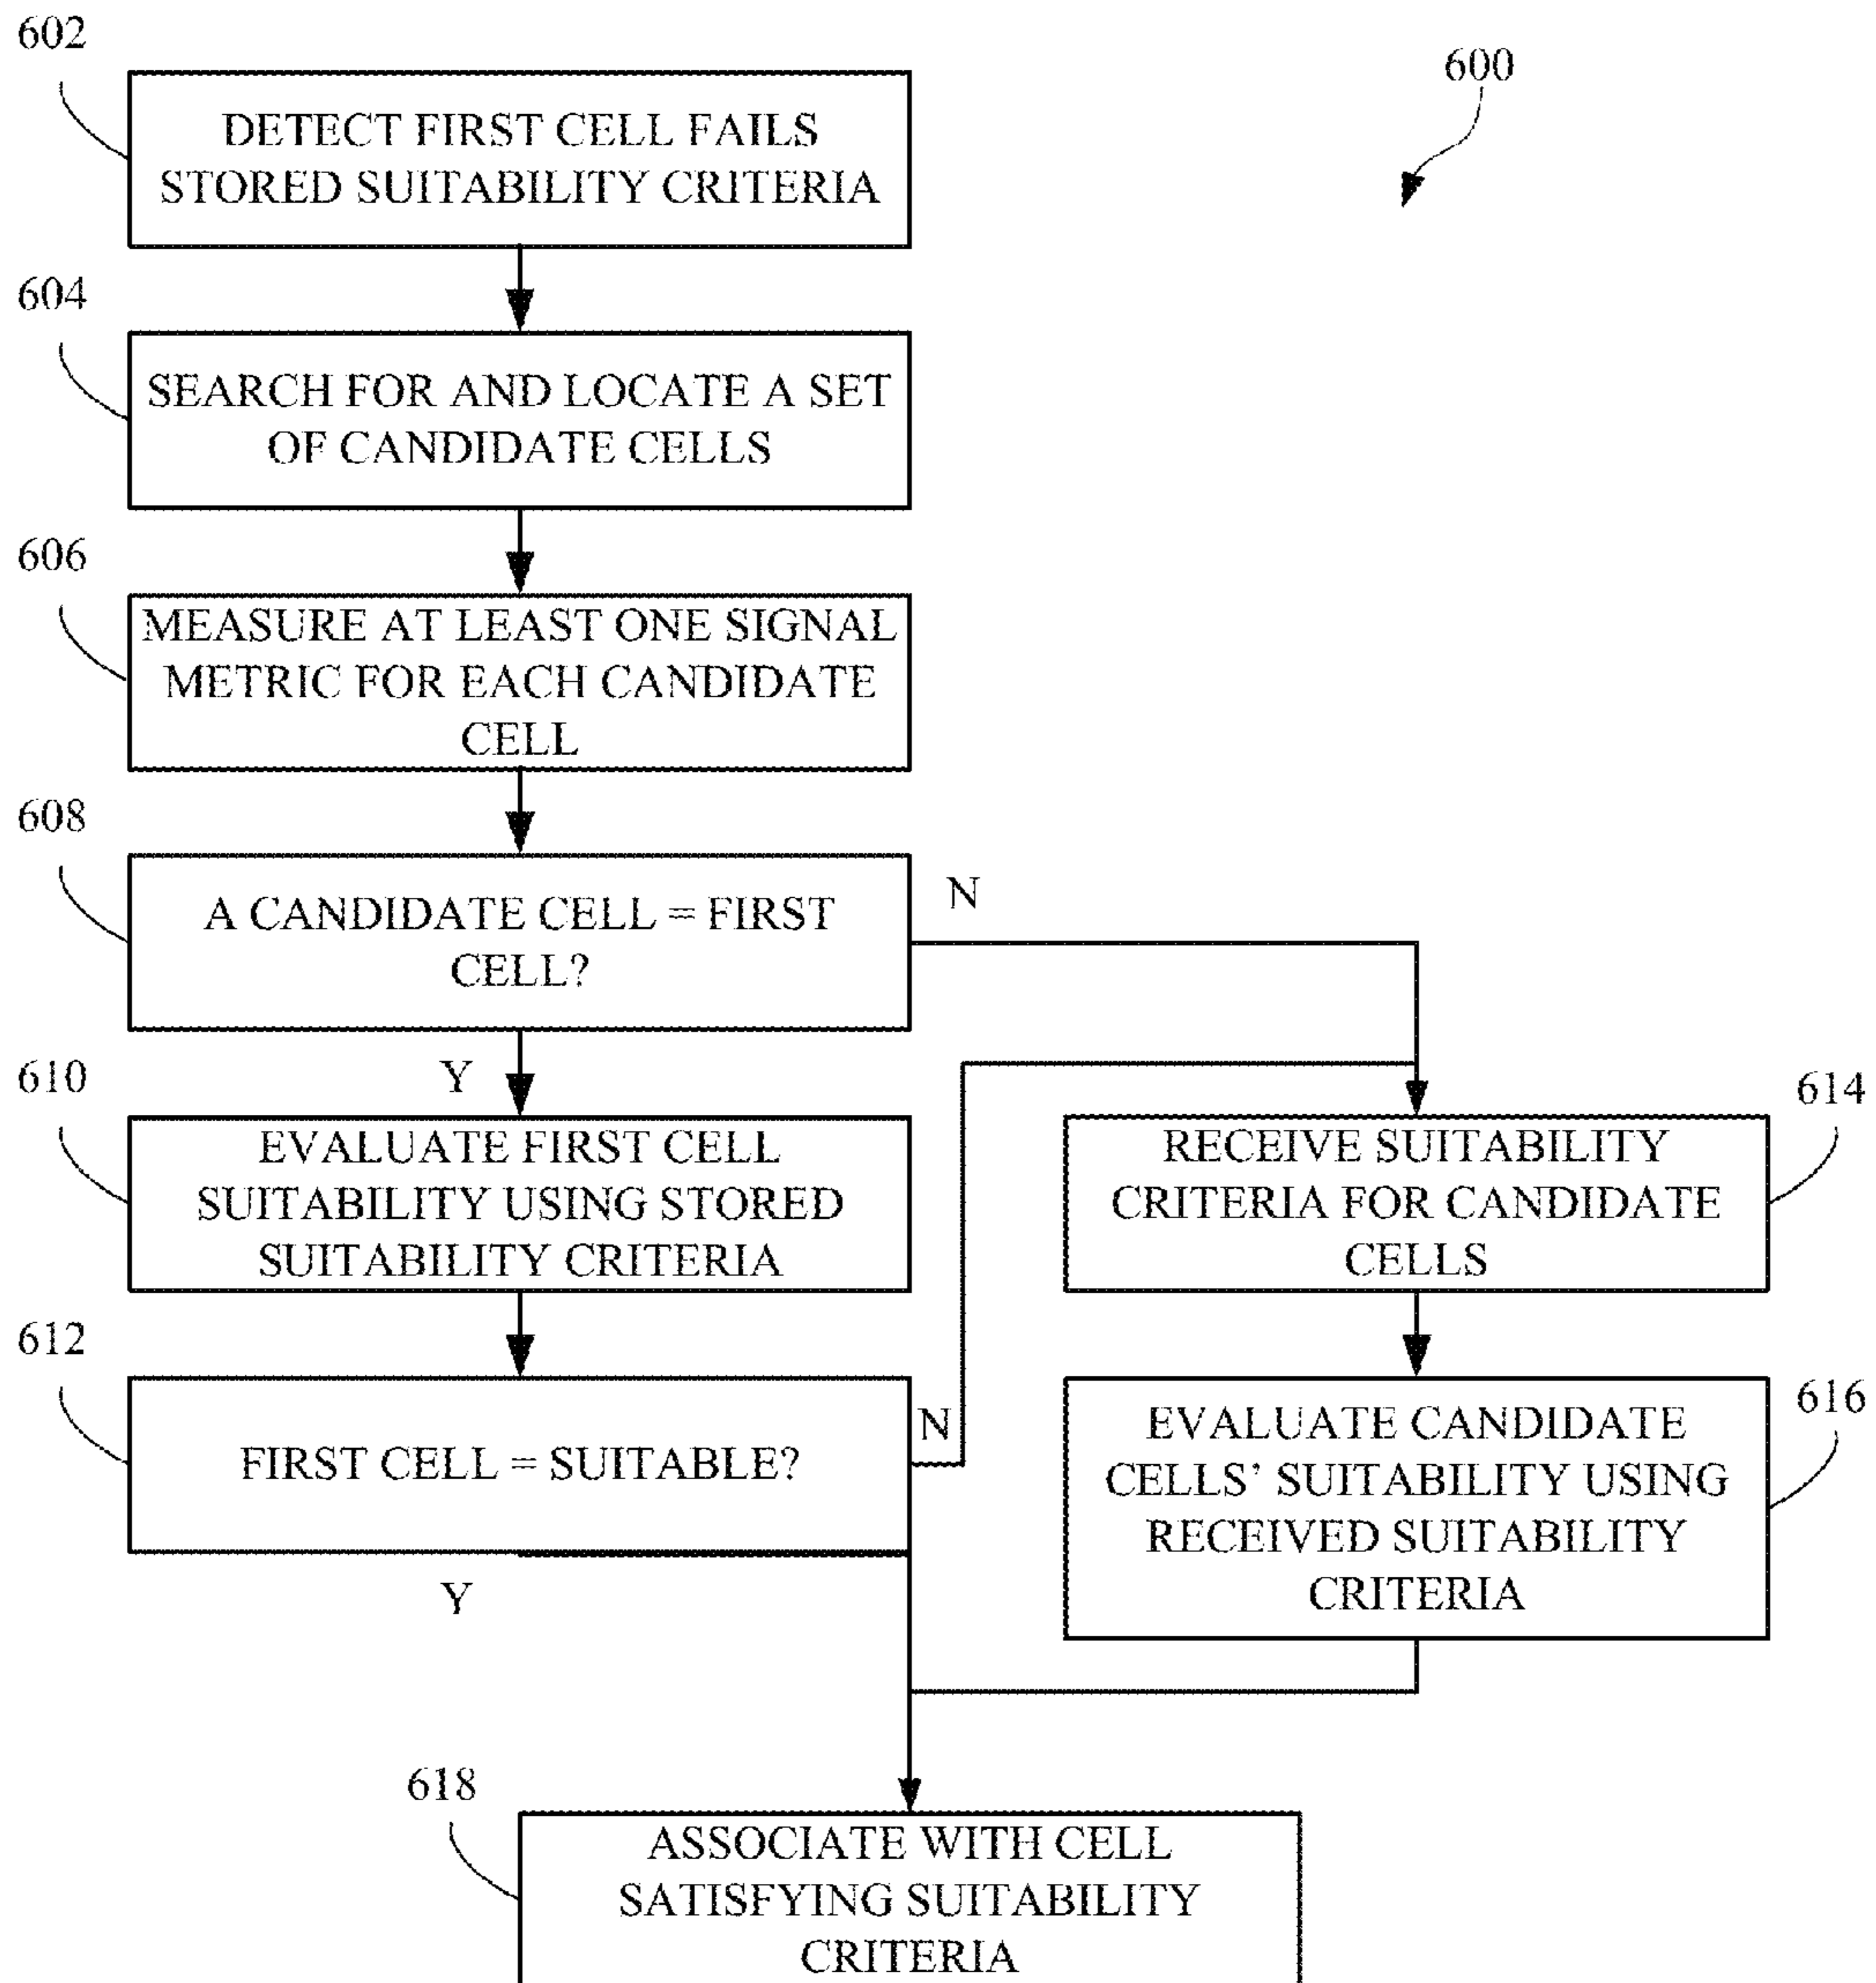 602
600
DETECT FIRST CELL FAILS
STORED SUITABILITY CRITERIA
604
SEARCH FOR AND LOCATE A SET
OF CANDIDATE CELLS
606
MEASURE AT LEAST ONE SIGNAL
METRIC FOR EACH CANDIDATE
CELL
608
A CANDIDATE CELL = FIRST
CELL?
N
Y
610
EVALUATE FIRST CELL
SUITABILITY USING STORED
SUITABILITY CRITERIA
614
RECEIVE SUITABILITY
CRITERIA FOR CANDIDATE
CELLS
612
FIRST CELL = SUITABLE?
N
Y
616
EVALUATE CANDIDATE
CELLS’ SUITABILITY USING
RECEIVED SUITABILITY
CRITERIA
618
ASSOCIATE WITH CELL
SATISFYING SUITABILITY
CRITERIA